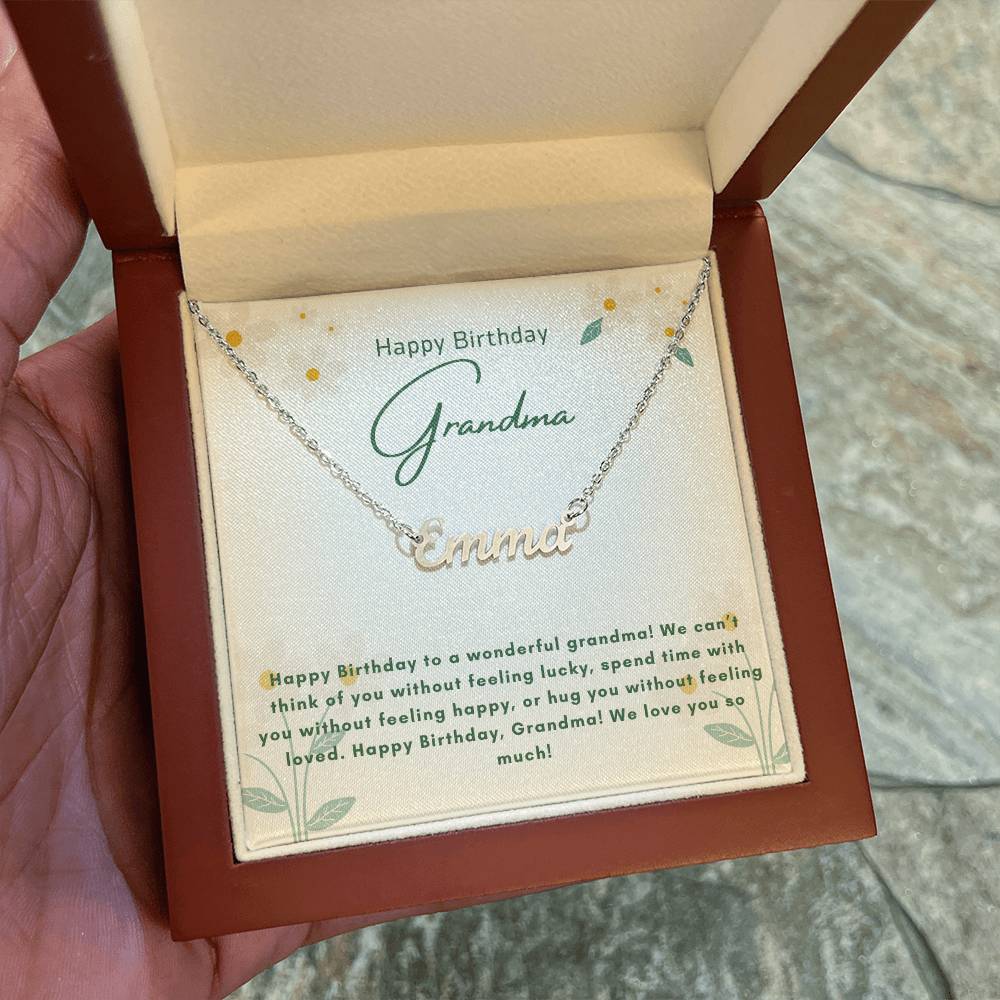 Happy Birthday
Grandma
Emma
Happy Birthday to a wonderful grandma! We can't
think of you without feeling lucky, spend time with
you without feeling happy, or hug you without feeling
loved. Happy Birthday, Grandma! We love you so
much!